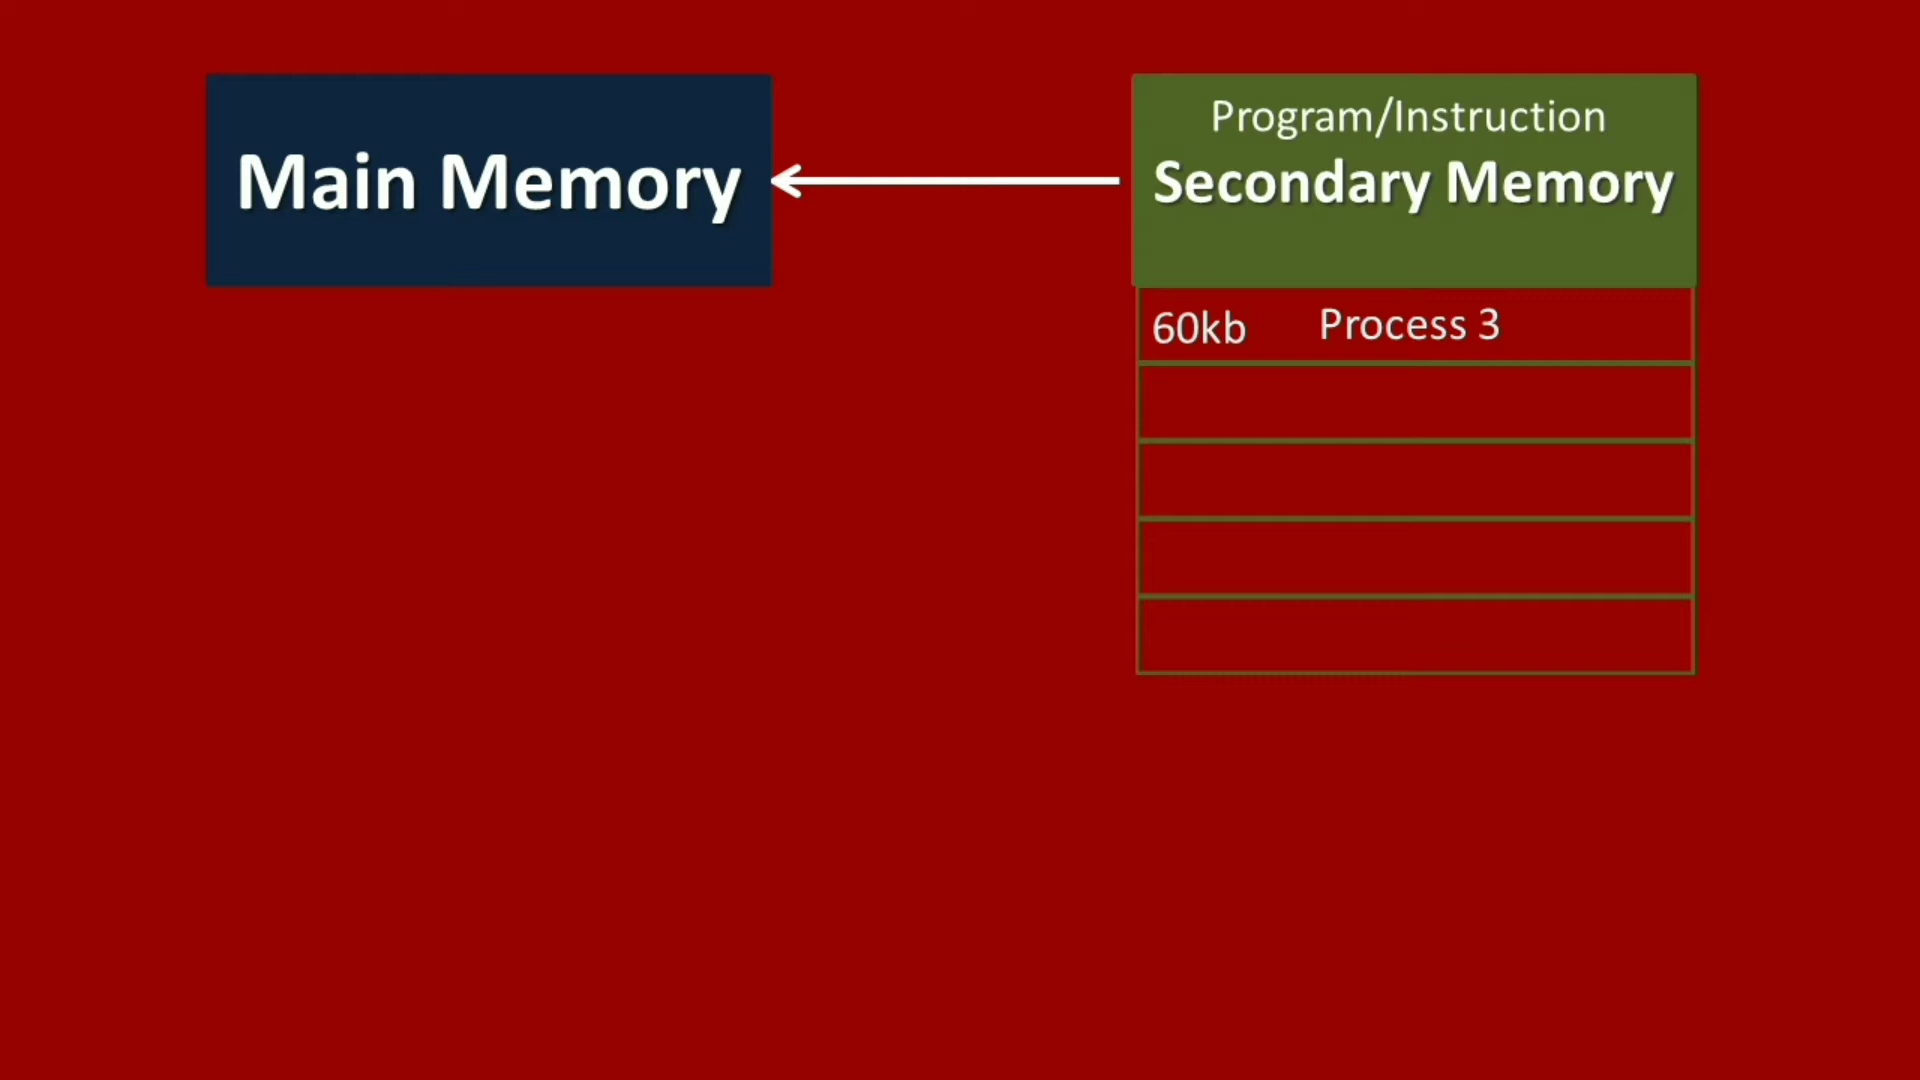 Main Memory
Program/Instruction
Secondary Memory
60kb Process 3